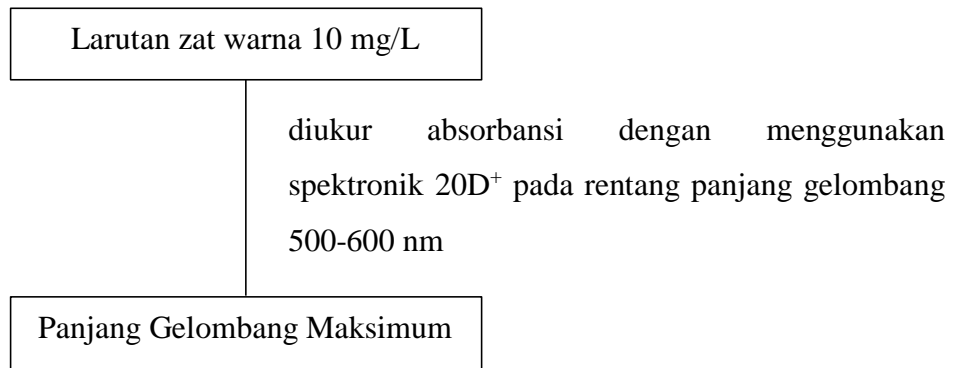 Larutan zat warna 10 mg/L
diukur absorbansi dengan menggunakan
spektronik 20D⁺ pada rentang panjang gelombang
500-600 nm
Panjang Gelombang Maksimum